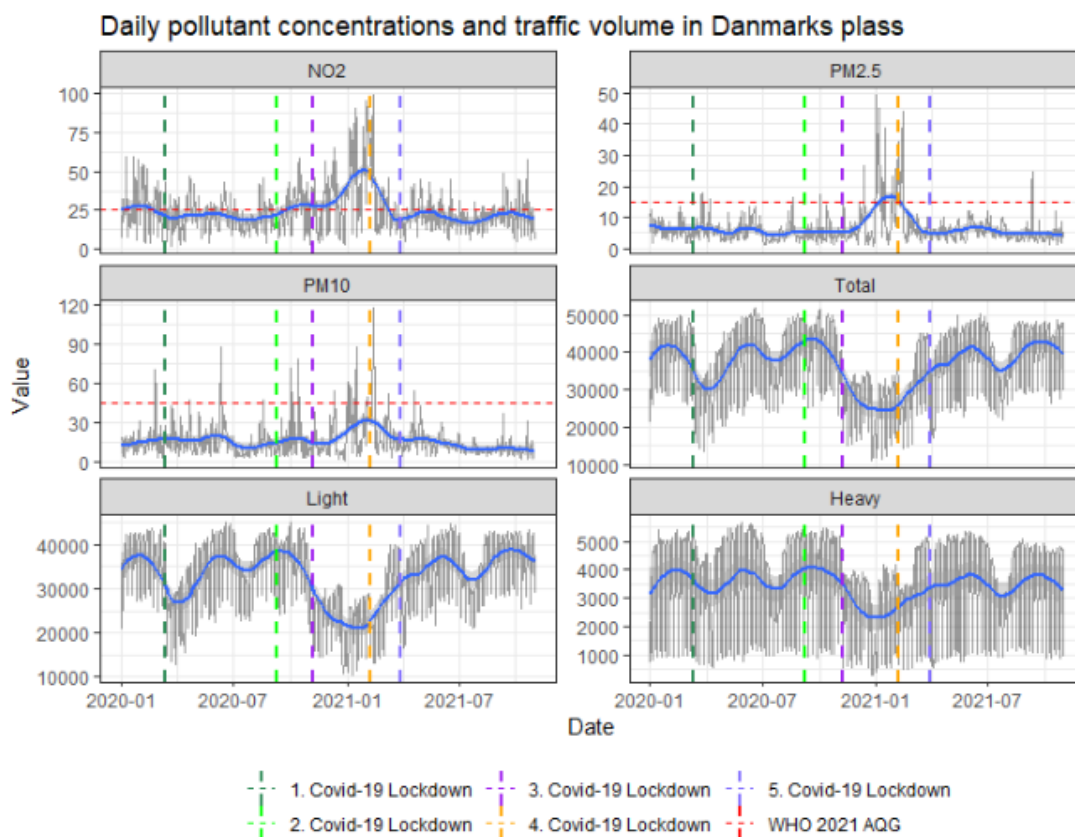 Daily pollutant concentrations and traffic volume in Danmarks plass
NO2
PM2.5
100
75
50
25
0
50
40
30
20
10
0
PM10
Total
120
90
60
30
0
50000
40000
30000
20000
10000
Light
Heavy
40000
30000
20000
10000
5000
4000
3000
2000
1000
2020-01 2020-07 2021-01 2021-07
2020-01 2020-07 2021-01 2021-07
Value
Date
1. Covid-19 Lockdown 3. Covid-19 Lockdown 5. Covid-19 Lockdown
2. Covid-19 Lockdown 4. Covid-19 Lockdown WHO 2021 AQG